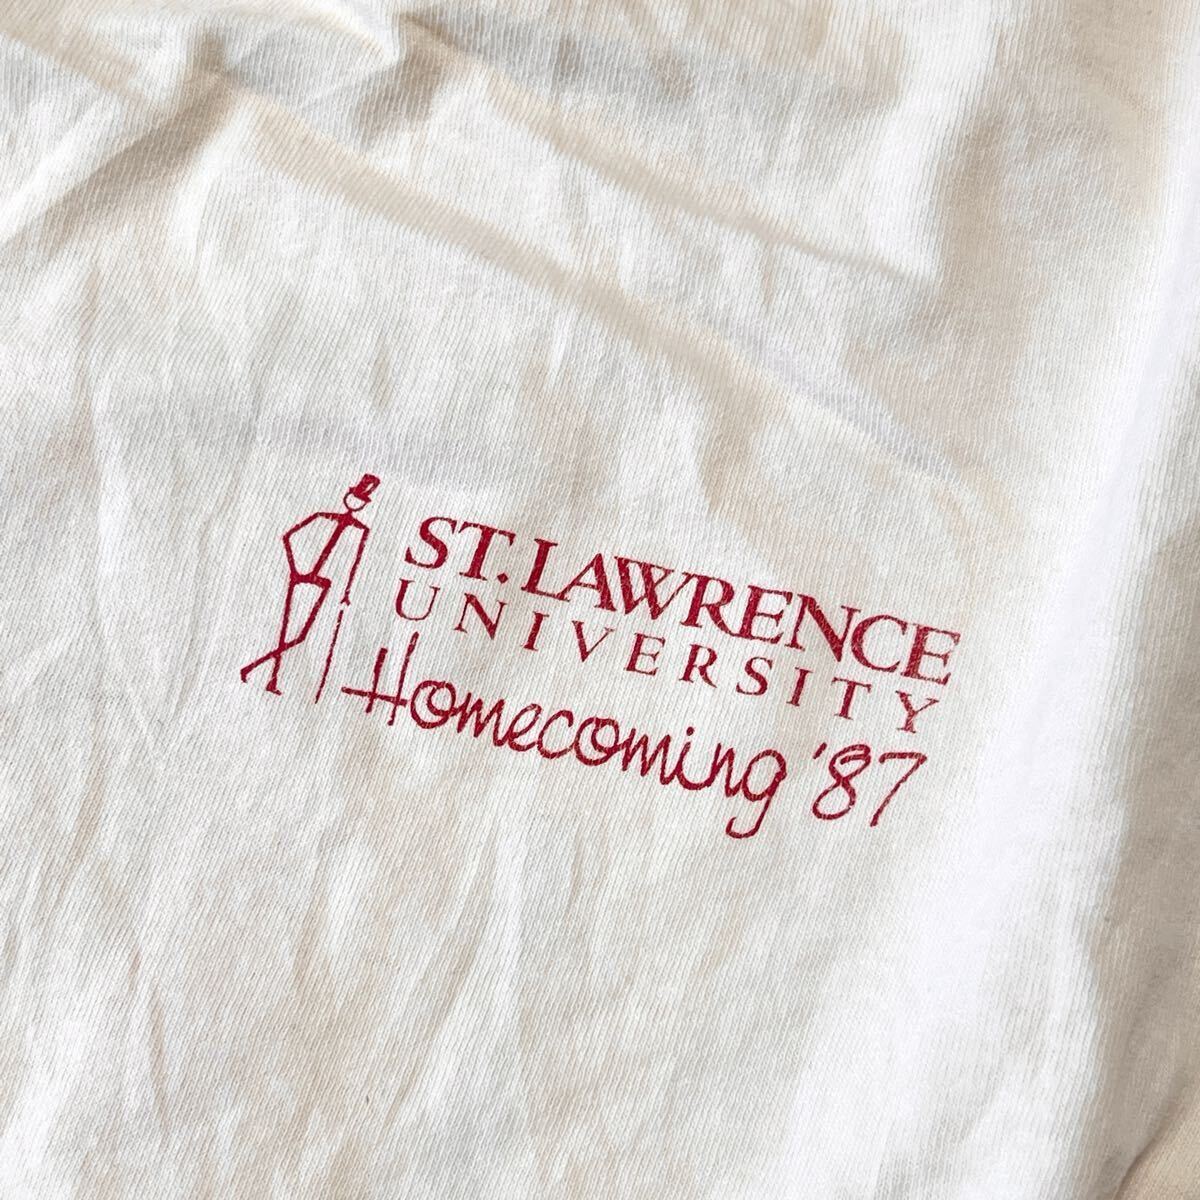 ST. LAWRENCE
UNIVERSITY
Homecoming '87